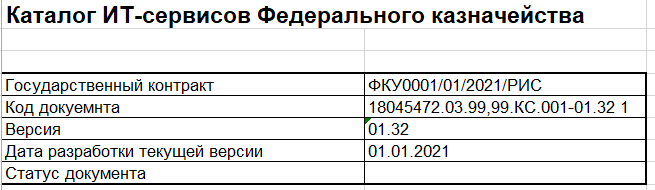 Каталог ИТ-сервисов Федерального казначейства
Государственный контракт ФКУ0001/01/2021/РИС
Код докуемнта 18045472.03.99,99.КС.001-01.32 1
Версия 01.32
Дата разработки текущей версии 01.01.2021
Статус документа